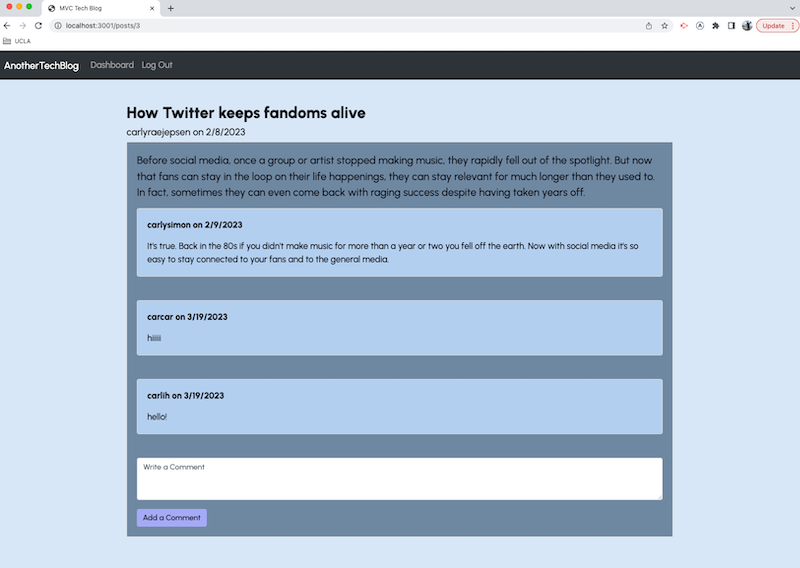 MVC Tech Blog
localhost:3001/posts/3
Update
UCLA
AnotherTechBlog Dashboard Log Out
How Twitter keeps fandoms alive
carlyraejepsen on 2/8/2023
Before social media, once a group or artist stopped making music, they rapidly fell out of the spotlight. But now
that fans can stay in the loop on their life happenings, they can stay relevant for much longer than they used to.
In fact, sometimes they can even come back with raging success despite having taken years off.
carlysimon on 2/9/2023
It's true. Back in the 80s if you didn't make music for more than a year or two you fell off the earth. Now with social media it's so
easy to stay connected to your fans and to the general media.
carcar on 3/19/2023
hiiiii
carlih on 3/19/2023
hello!
Write a Comment
Add a Comment